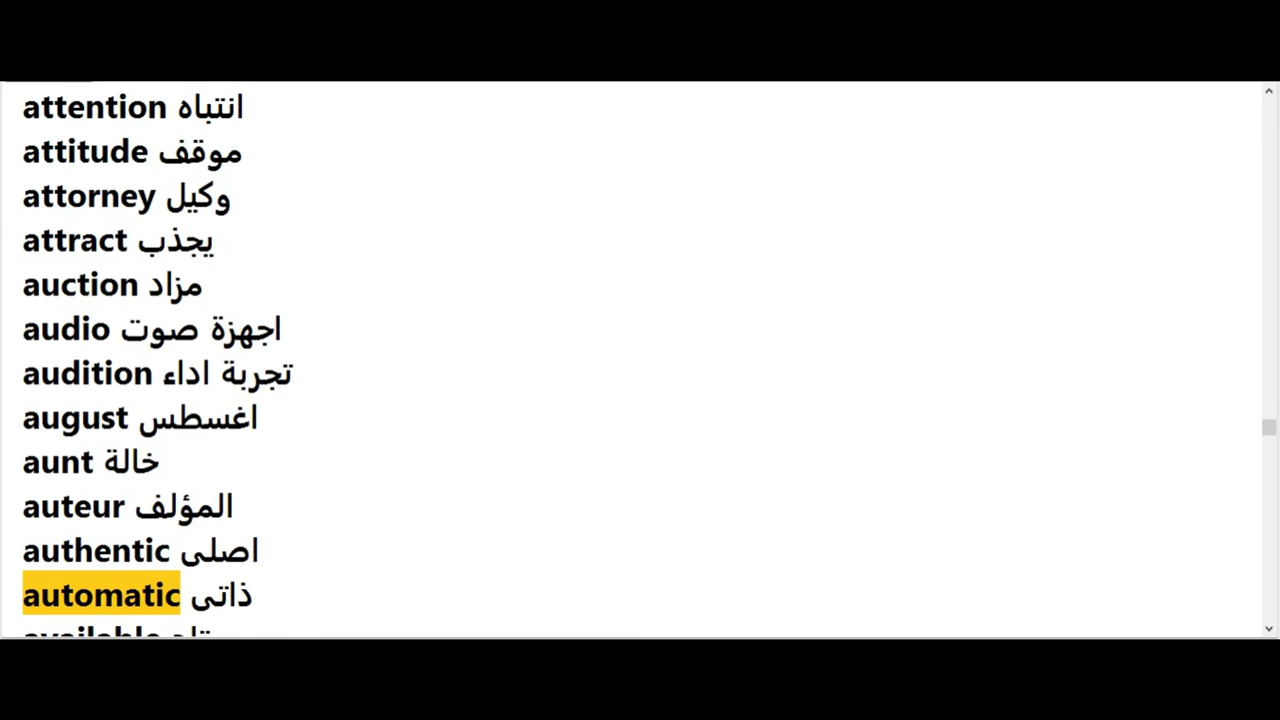 attention انتباه
attitude موقف
attorney وكيل
attract يجذب
auction مزاد
audio اجهزة صوت
audition تجربة اداء
august اغسطس
aunt خالة
auteur المؤلف
authentic اصلى
automatic ذاتى
available